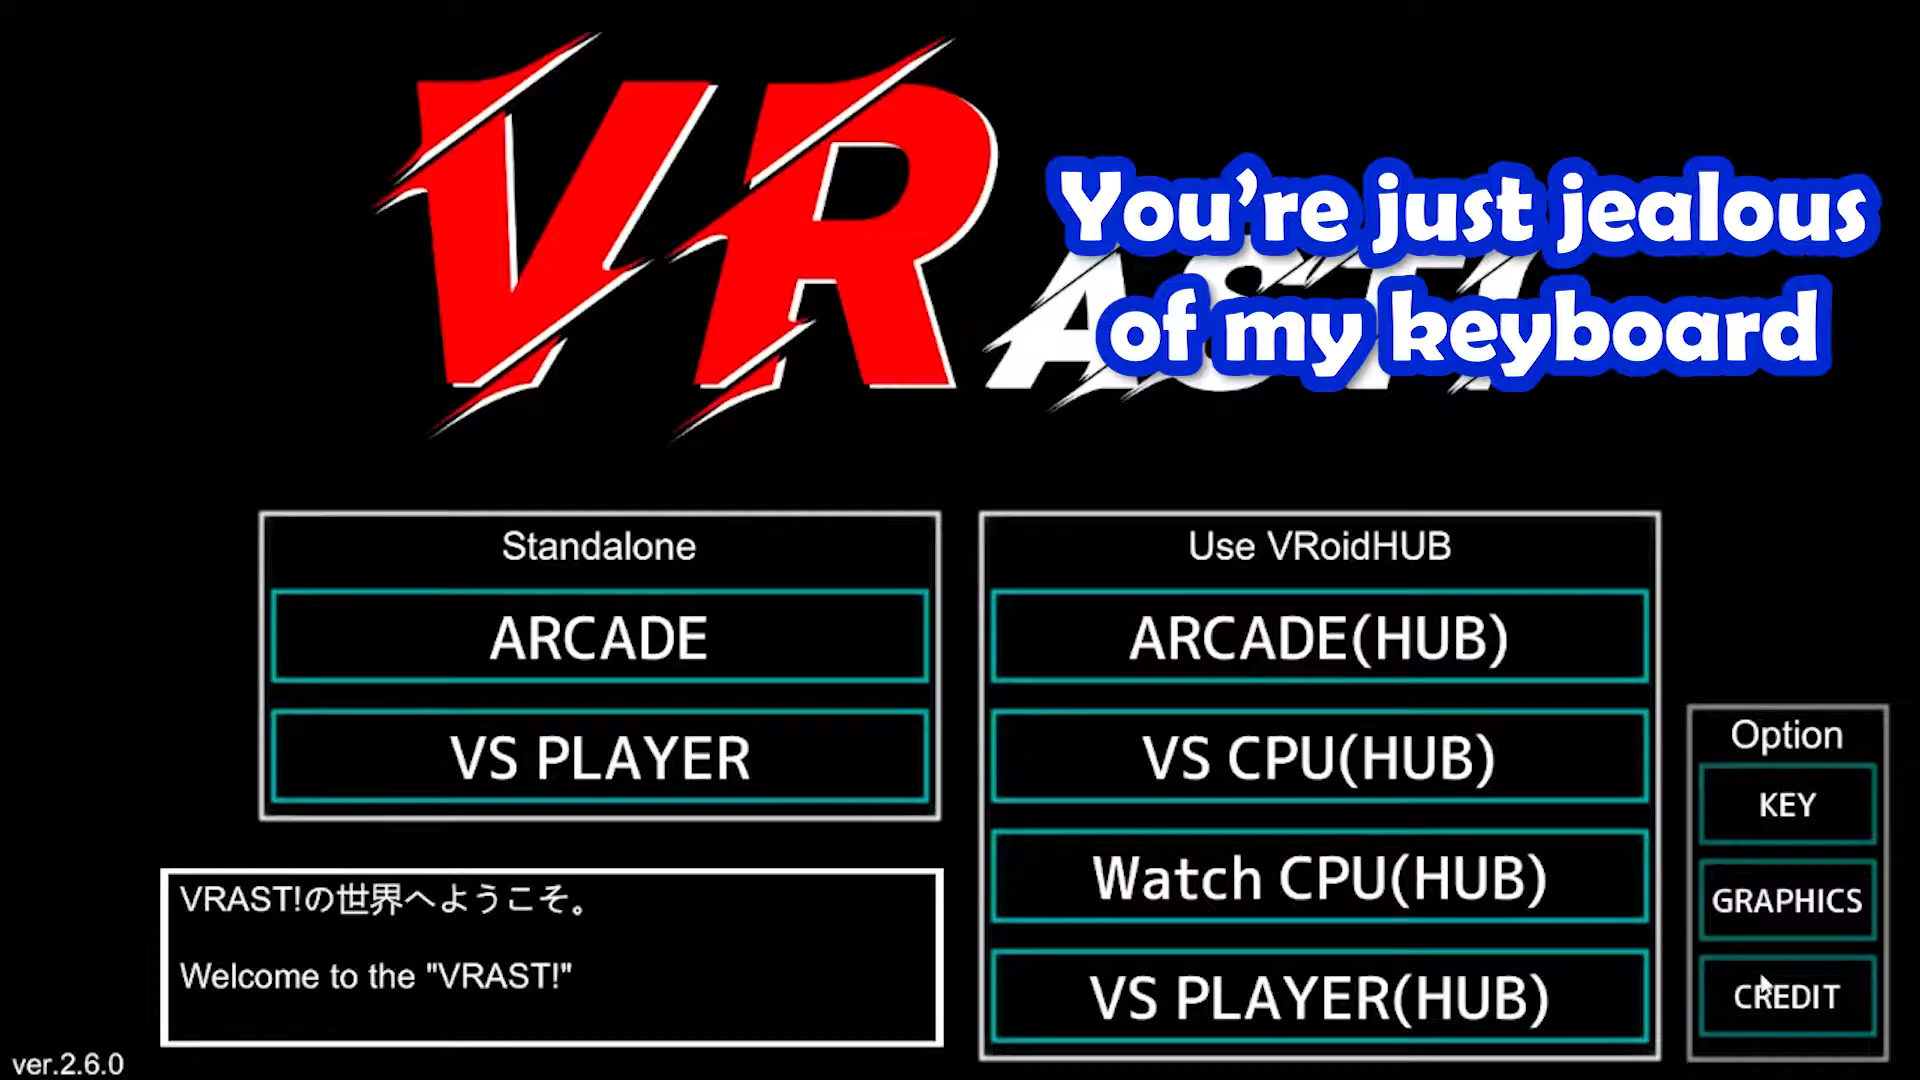 VRAST!
You're just jealous
of my keyboard
Standalone
ARCADE
VS PLAYER
Use VRoidHUB
ARCADE(HUB)
VS CPU(HUB)
Watch CPU(HUB)
VS PLAYER(HUB)
Option
KEY
GRAPHICS
CREDIT
VRAST!の世界へようこそ。
Welcome to the "VRAST!"
ver.2.6.0